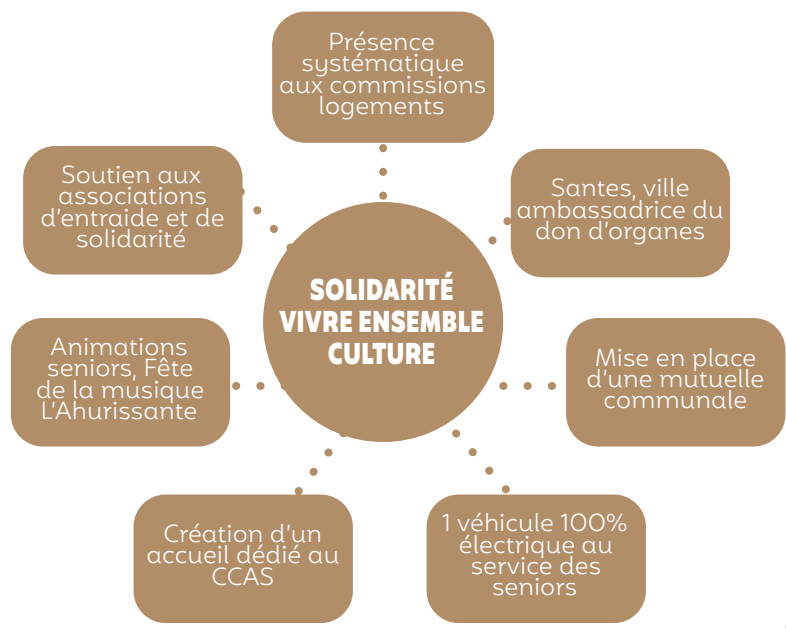 Présence
systématique
aux commissions
logements
Soutien aux
associations
d'entraide et de
solidarité
Santes, ville
ambassadrice du
don d'organes
SOLIDARITÉ
VIVRE ENSEMBLE
CULTURE
Animations
seniors, Fête
de la musique
L'Ahurissante
Mise en place
d'une mutuelle
communale
Création d'un
accueil dédié au
CCAS
1 véhicule 100%
électrique au
service des
seniors